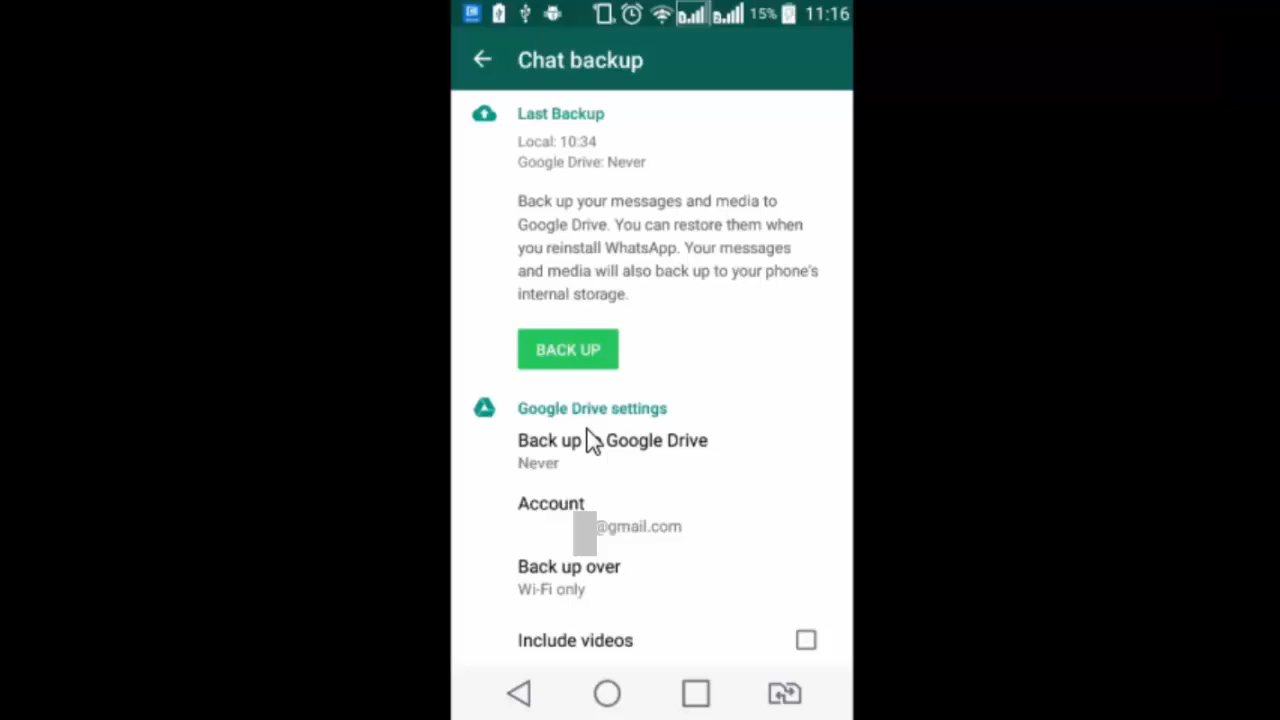 15% 11:16
Chat backup
Last Backup
Local: 10:34
Google Drive: Never
Back up your messages and media to
Google Drive. You can restore them when
you reinstall WhatsApp. Your messages
and media will also back up to your phone's
internal storage.
BACK UP
Google Drive settings
Back up Google Drive
Never
Account
@gmail.com
Back up over
Wi-Fi only
Include videos